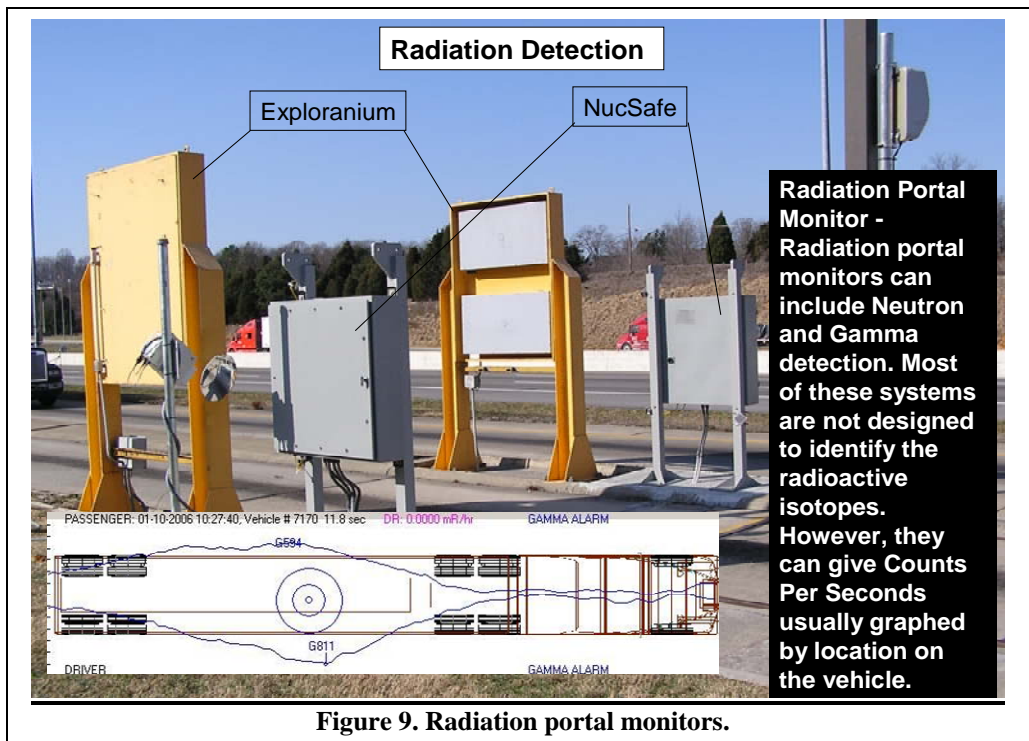 Radiation Detection
Exploranium
NucSafe
Radiation Portal
Monitor -
Radiation portal
monitors can
include Neutron
and Gamma
detection. Most
of these systems
are not designed
to identify the
radioactive
isotopes.
However, they
can give Counts
Per Seconds
usually graphed
by location on
the vehicle.
PASSENGER: 01-10-2006 10:27:40, Vehicle # 7170 11.8 sec DR: 0.0000 mR/hr GAMMA ALARM
G594
G811
DRIVER GAMMA ALARM
Figure 9. Radiation portal monitors.